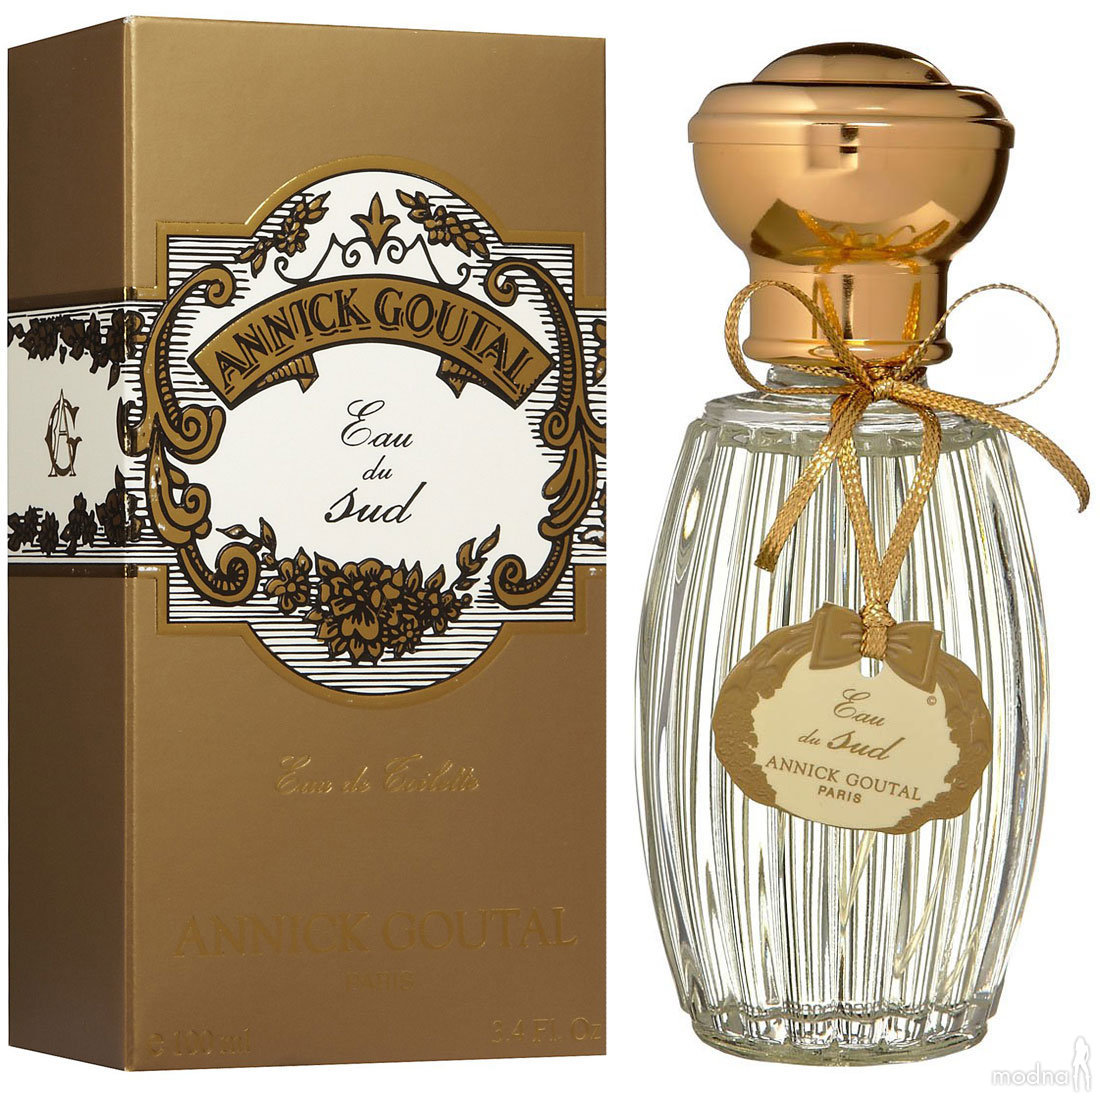 ANNICK GOUTAL
Eau
du
sud
AG
Eau de Toilette
ANNICK GOUTAL
PARIS
e 100 ml
3.4 Fl. Oz
Eau
du sud
ANNICK GOUTAL
PARIS
©
modna